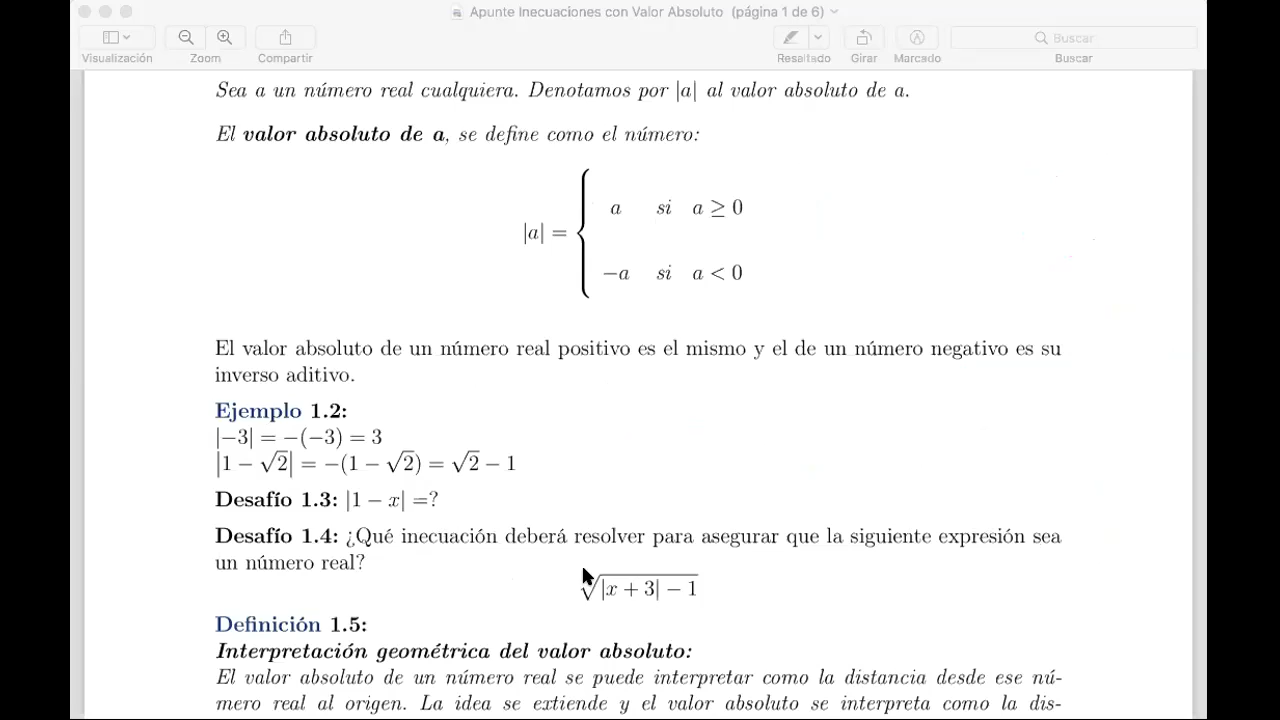 Apunte Inecuaciones con Valor Absoluto (página 1 de 6)
Visualización Zoom Compartir Resaltado Girar Marcado Buscar
Buscar
Sea a un número real cualquiera. Denotamos por |a| al valor absoluto de a.
El valor absoluto de a, se define como el número:
a si a ≥ 0
|a| = {
−a si a < 0
El valor absoluto de un número real positivo es el mismo y el de un número negativo es su
inverso aditivo.
Ejemplo 1.2:
|−3| = −(−3) = 3
|1 − √2| = −(1 − √2) = √2 − 1
Desafío 1.3: |1 − x| =?
Desafío 1.4: ¿Qué inecuación deberá resolver para asegurar que la siguiente expresión sea
un número real?
√|x + 3| − 1
Definición 1.5:
Interpretación geométrica del valor absoluto:
El valor absoluto de un número real se puede interpretar como la distancia desde ese nú-
mero real al origen. La idea se extiende y el valor absoluto se interpreta como la dis-